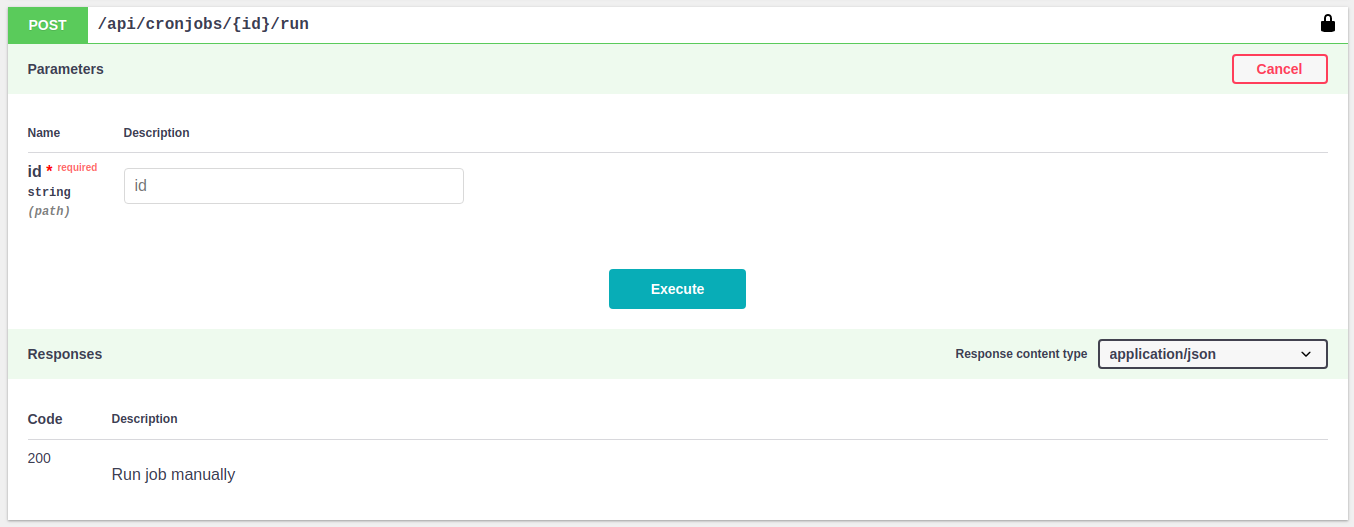 POST /api/cronjobs/{id}/run
Parameters Cancel
Name Description
id * required
string
(path)
id
Execute
Responses Response content type application/json
Code Description
200
Run job manually